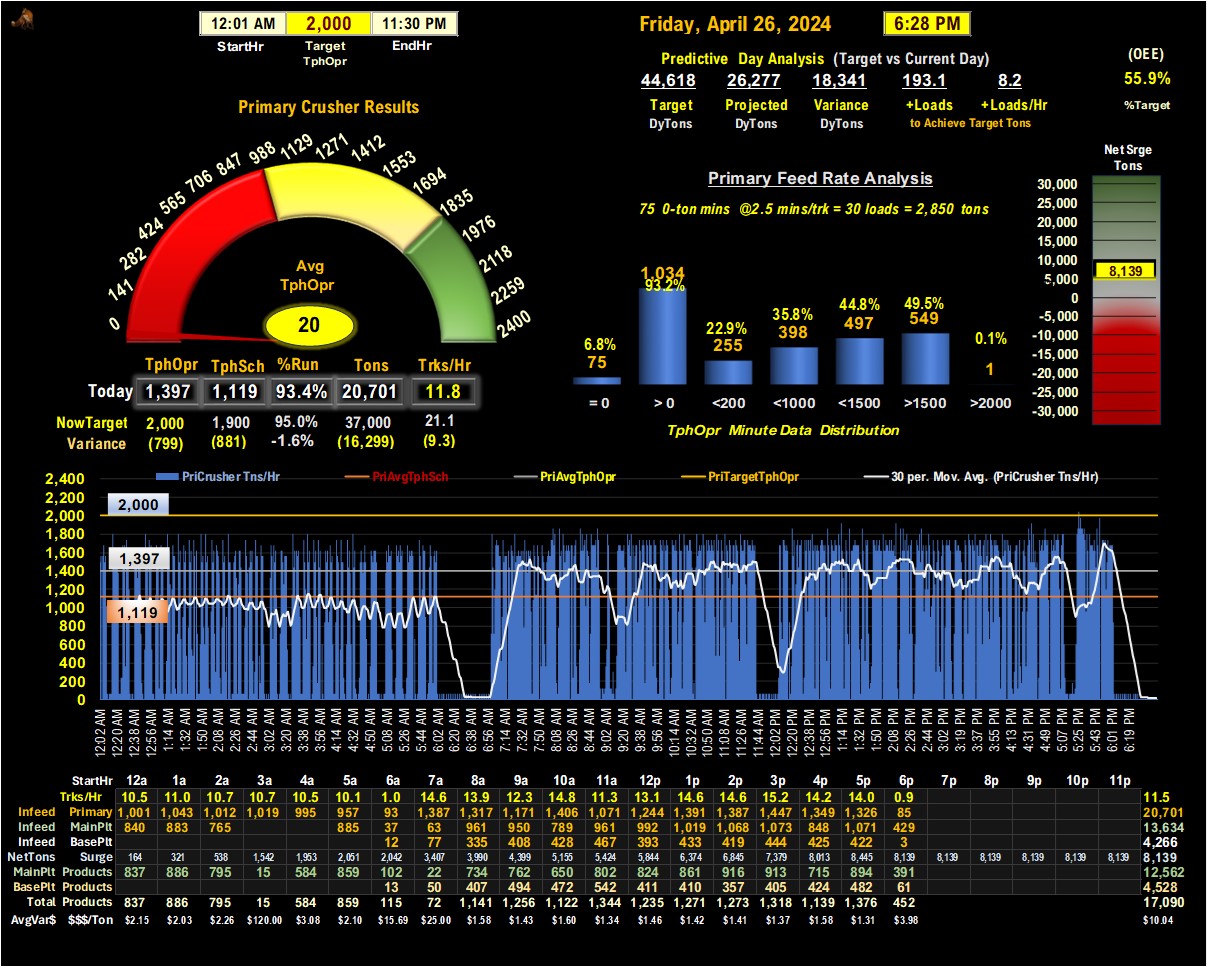 12:01 AM 2,000 11:30 PM
StartHr Target TphOpr EndHr
Friday, April 26, 2024 6:28 PM
Predictive Day Analysis (Target vs Current Day)
44,618 26,277 18,341 193.1 8.2
Target Projected Variance +Loads +Loads/Hr
DyTons DyTons DyTons to Achieve Target Tons
(OEE)
55.9%
%Target
Primary Crusher Results
0 141 282 424 565 706 847 988 1129 1271 1412 1553 1694 1835 1976 2118 2259 2400
Avg
TphOpr
20
TphOpr TphSch %Run Tons Trks/Hr
Today 1,397 1,119 93.4% 20,701 11.8
NowTarget 2,000 1,900 95.0% 37,000 21.1
Variance (799) (881) -1.6% (16,299) (9.3)
Primary Feed Rate Analysis
75 0-ton mins @2.5 mins/trk = 30 loads = 2,850 tons
6.8% 93.2% 22.9% 35.8% 44.8% 49.5% 0.1%
75 1,034 255 398 497 549 1
= 0 > 0 <200 <1000 <1500 >1500 >2000
TphOpr Minute Data Distribution
Net Srge
Tons
30,000
25,000
20,000
15,000
10,000
8,139
5,000
0
-5,000
-10,000
-15,000
-20,000
-25,000
-30,000
PriCrusher Tns/Hr PriAvgTphSch PriAvgTphOpr PriTargetTphOpr 30 per. Mov. Avg. (PriCrusher Tns/Hr)
2,400
2,200
2,000
1,800
1,600
1,400
1,200
1,000
800
600
400
200
0
2,000
1,397
1,119
12:02 AM 12:20 AM 12:38 AM 12:56 AM 1:14 AM 1:32 AM 1:50 AM 2:08 AM 2:26 AM 2:44 AM 3:02 AM 3:20 AM 3:38 AM 3:56 AM 4:14 AM 4:32 AM 4:50 AM 5:08 AM 5:26 AM 5:44 AM 6:02 AM 6:20 AM 6:38 AM 6:56 AM 7:14 AM 7:32 AM 7:50 AM 8:08 AM 8:26 AM 8:44 AM 9:02 AM 9:20 AM 9:38 AM 9:56 AM 10:14 AM 10:32 AM 10:50 AM 11:08 AM 11:26 AM 11:44 AM 12:02 PM 12:20 PM 12:38 PM 12:56 PM 1:14 PM 1:32 PM 1:50 PM 2:08 PM 2:26 PM 2:44 PM 3:02 PM 3:19 PM 3:37 PM 3:55 PM 4:13 PM 4:31 PM 4:49 PM 5:07 PM 5:25 PM 5:43 PM 6:01 PM 6:19 PM
StartHr 12a 1a 2a 3a 4a 5a 6a 7a 8a 9a 10a 11a 12p 1p 2p 3p 4p 5p 6p 7p 8p 9p 10p 11p
Trks/Hr 10.5 11.0 10.7 10.7 10.5 10.1 1.0 14.6 13.9 12.3 14.8 11.3 13.1 14.6 14.6 15.2 14.2 14.0 0.9 11.5
Infeed Primary 1,001 1,043 1,012 1,019 995 957 93 1,387 1,317 1,171 1,406 1,071 1,244 1,391 1,387 1,447 1,349 1,326 85 20,701
Infeed MainPlt 840 883 765 885 37 63 961 950 789 961 992 1,019 1,068 1,073 848 1,071 429 13,634
Infeed BasePlt 12 77 335 408 428 467 393 433 419 467 425 422 3 4,266
NetTons Surge 164 321 538 1,542 1,953 2,051 2,042 3,407 3,990 4,399 5,155 5,424 5,844 6,374 6,845 7,379 8,013 8,445 8,139 8,139 8,139 8,139 8,139 8,139 8,139
MainPlt Products 837 886 795 15 584 859 102 22 734 762 650 802 824 861 916 913 715 894 391 12,562
BasePlt Products 13 50 407 494 472 542 411 410 357 405 424 482 61 4,528
Total Products 837 886 795 15 584 859 115 72 1,141 1,256 1,122 1,344 1,235 1,271 1,273 1,318 1,139 1,376 452 17,090
AvgVar$ $$$/Ton $2.15 $2.03 $2.26 $120.00 $3.08 $2.10 $15.69 $25.00 $1.58 $1.43 $1.60 $1.34 $1.46 $1.42 $1.41 $1.37 $1.58 $1.31 $3.98 $10.04